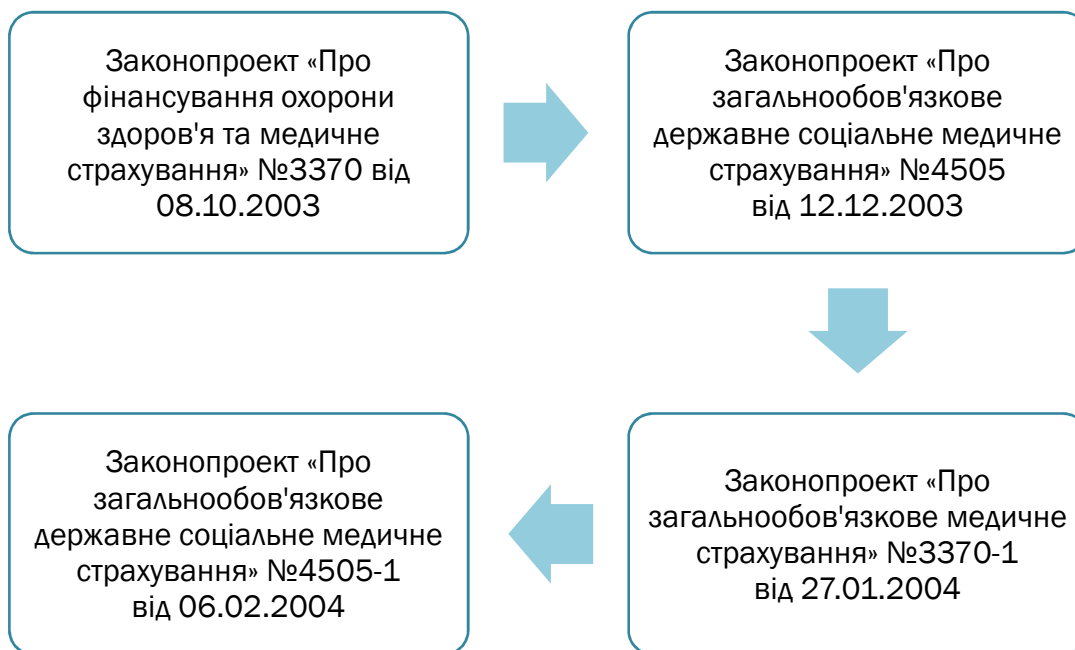 Законопроект «Про
фінансування охорони
здоров'я та медичне
страхування» №3370 від
08.10.2003
Законопроект «Про
загальнообов'язкове
державне соціальне медичне
страхування» №4505
від 12.12.2003
Законопроект «Про
загальнообов'язкове
державне соціальне медичне
страхування» №4505-1
від 06.02.2004
Законопроект «Про
загальнообов'язкове медичне
страхування» №3370-1
від 27.01.2004